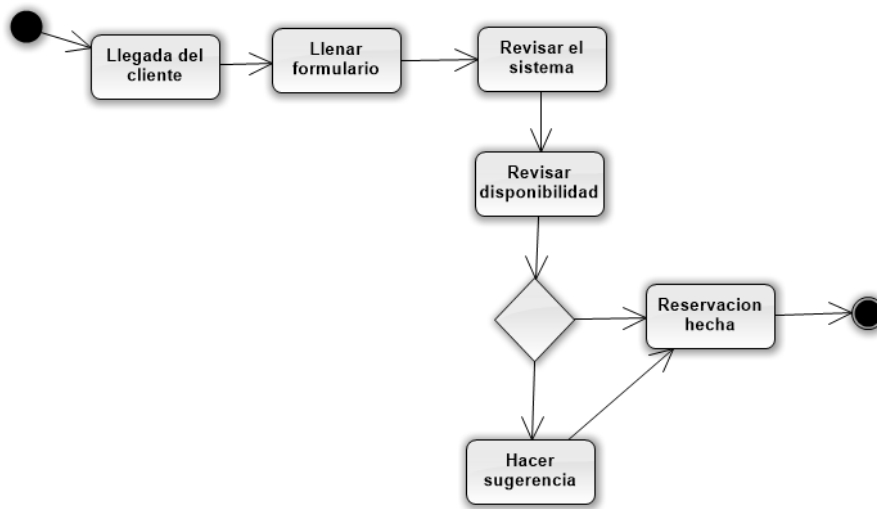 Llegada del
cliente
Llenar
formulario
Revisar el
sistema
Revisar
disponibilidad
Reservacion
hecha
Hacer
sugerencia